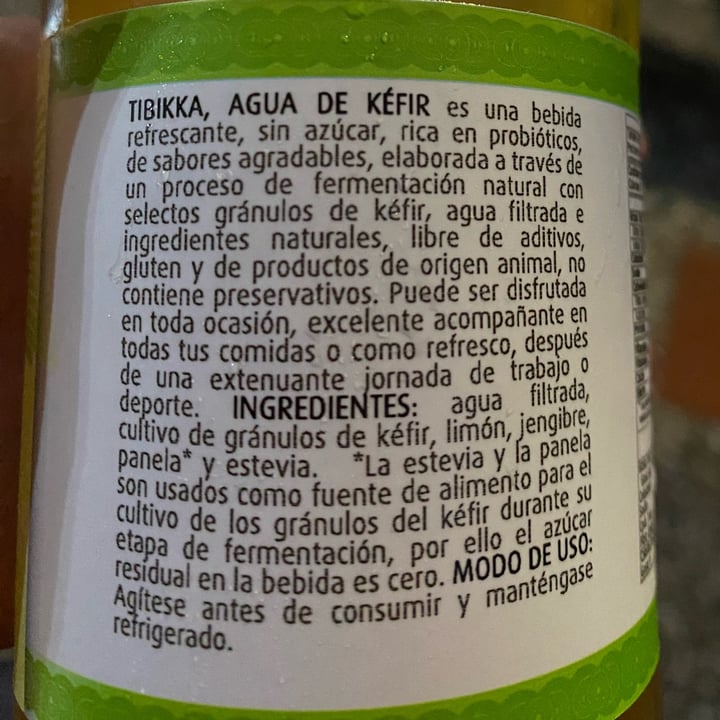 TIBIKKA, AGUA DE KÉFIR es una bebida
refrescante, sin azúcar, rica en probióticos,
de sabores agradables, elaborada a través de
un proceso de fermentación natural con
selectos gránulos de kéfir, agua filtrada e
ingredientes naturales, libre de aditivos,
gluten y de productos de origen animal, no
contiene preservativos. Puede ser disfrutada
en toda ocasión, excelente acompañante en
todas tus comidas o como refresco, después
de una extenuante jornada de trabajo o
deporte. INGREDIENTES: agua filtrada,
cultivo de gránulos de kéfir, limón, jengibre,
panela* y estevia. *La estevia y la panela
son usados como fuente de alimento para el
cultivo de los gránulos del kéfir durante su
etapa de fermentación, por ello el azúcar
residual en la bebida es cero. MODO DE USO:
Agítese antes de consumir y manténgase
refrigerado.